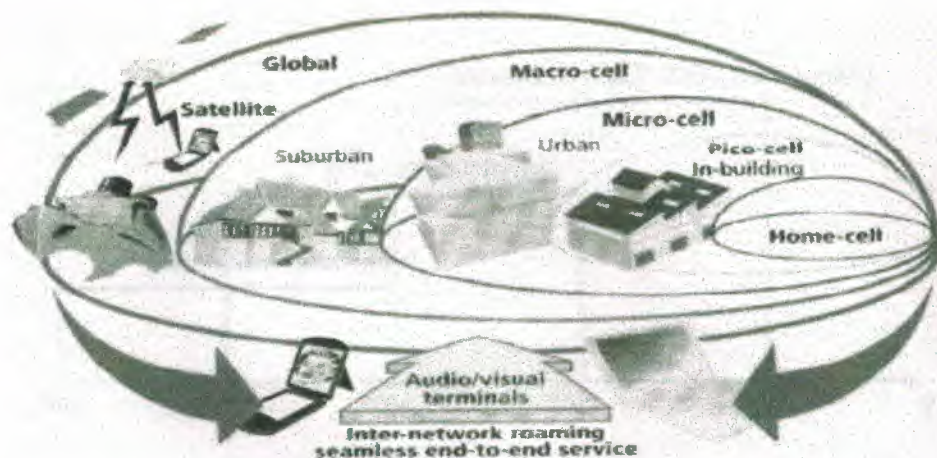 Global
Macro-cell
Satellite
Micro-cell
Suburban
Urban
Pico-cell
In-building
Home-cell
Audio/visual
terminals
Inter-network roaming
seamless end-to-end service